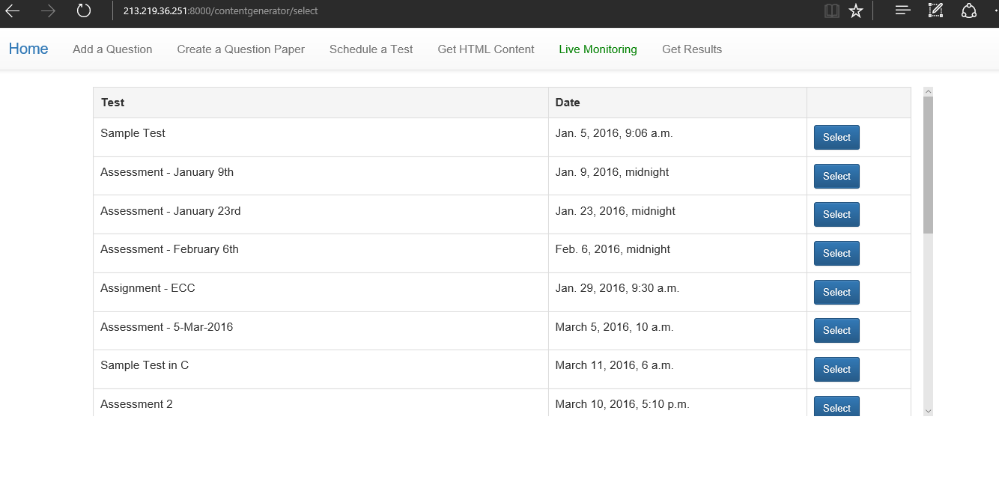 213.219.36.251:8000/contentgenerator/select
Home Add a Question Create a Question Paper Schedule a Test Get HTML Content Live Monitoring Get Results
Test Date
Sample Test Jan. 5, 2016, 9:06 a.m. Select
Assessment - January 9th Jan. 9, 2016, midnight Select
Assessment - January 23rd Jan. 23, 2016, midnight Select
Assessment - February 6th Feb. 6, 2016, midnight Select
Assignment - ECC Jan. 29, 2016, 9:30 a.m. Select
Assessment - 5-Mar-2016 March 5, 2016, 10 a.m. Select
Sample Test in C March 11, 2016, 6 a.m. Select
Assessment 2 March 10, 2016, 5:10 p.m. Select